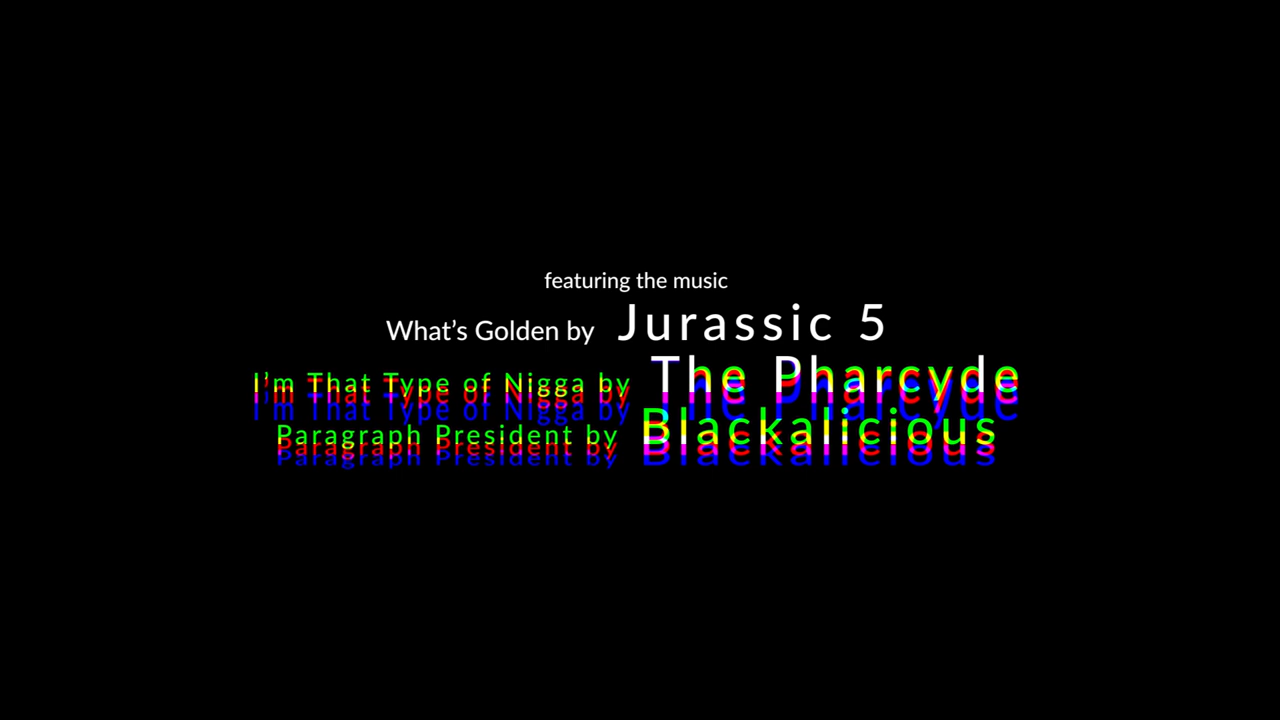 featuring the music
What’s Golden by Jurassic 5
I’m That Type of Nigga by The Pharcyde
Paragraph President by Blackalicious